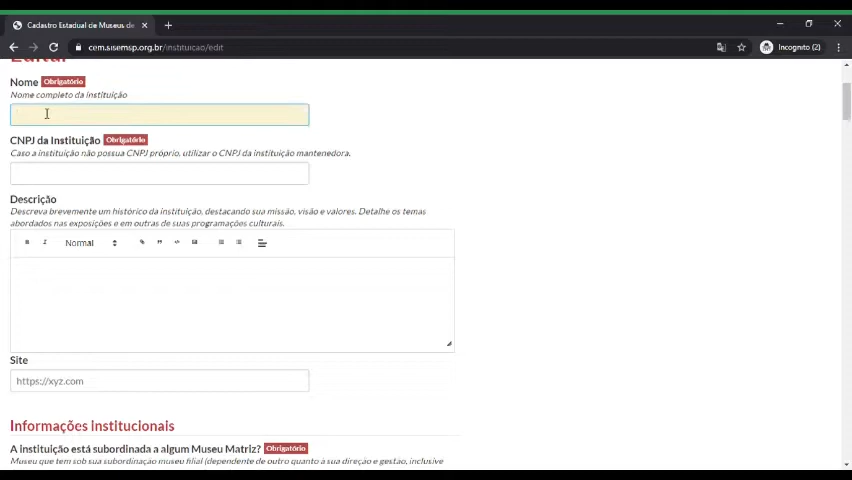 Cadastro Estadual de Museus de
cem.sisemsp.org.br/instituicao/edit
Incognito (2)
Editar
Nome Obrigatório
Nome completo da instituição
CNPJ da Instituição Obrigatório
Caso a instituição não possua CNPJ próprio, utilizar o CNPJ da instituição mantenedora.
Descrição
Descreva brevemente um histórico da instituição, destacando sua missão, visão e valores. Detalhe os temas
abordados nas exposições e em outras de suas programações culturais.
B I Normal
Site
https://xyz.com
Informações institucionais
A instituição está subordinada a algum Museu Matriz? Obrigatório
Museu que tem sob sua subordinação museu filial (dependente de outro quanto à sua direção e gestão, inclusive